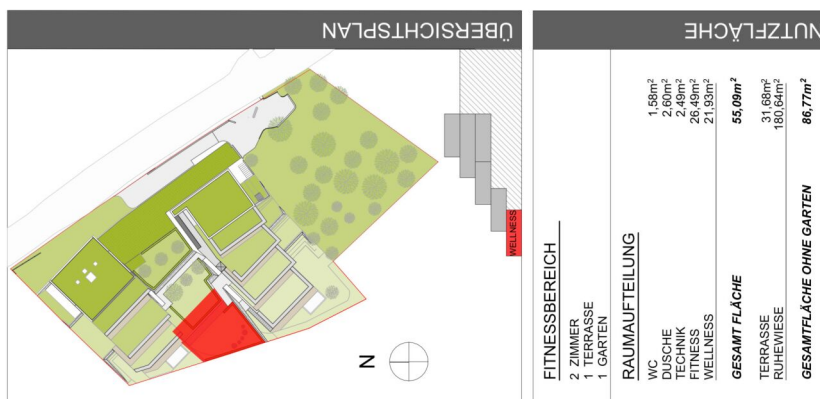 ÜBERSICHTSPLAN
WELLNESS
N
NUTZFLÄCHE
FITNESSBEREICH
2 ZIMMER
1 TERRASSE
1 GARTEN
RAUMAUFTEILUNG
WC 1,58m²
DUSCHE 2,60m²
TECHNIK 2,49m²
FITNESS 26,49m²
WELLNESS 21,93m²
GESAMT FLÄCHE 55,09m²
TERRASSE 31,68m²
RUHEWIESE 180,64m²
GESAMTFLÄCHE OHNE GARTEN 86,77m²